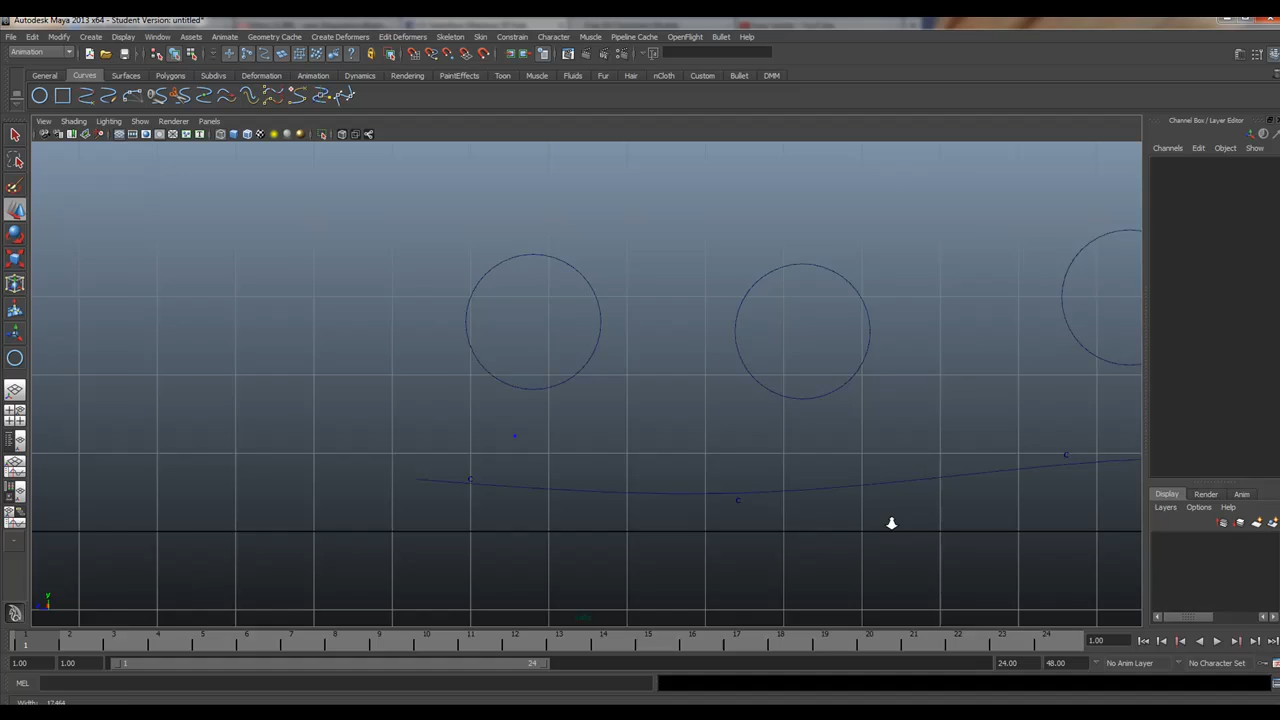 Autodesk Maya 2013 x64 - Student Version: untitled*
File Edit Modify Create Display Window Assets Animate Geometry Cache Create Deformers Edit Deformers Skeleton Skin Constrain Character Muscle Pipeline Cache OpenFlight Bullet Help
Animation
General Curves Surfaces Polygons Subdivs Deformation Animation Dynamics Rendering PaintEffects Toon Muscle Fluids Fur Hair nCloth Custom Bullet DMM
View Shading Lighting Show Renderer Panels
Channel Box / Layer Editor
Channels Edit Object Show
C
C
C
Display Render Anim
Layers Options Help
y
1 2 3 4 5 6 7 8 9 10 11 12 13 14 15 16 17 18 19 20 21 22 23 24
1
1.00
1.00 1.00 1 24 24.00 48.00 No Anim Layer No Character Set
MEL
Width: 17.464